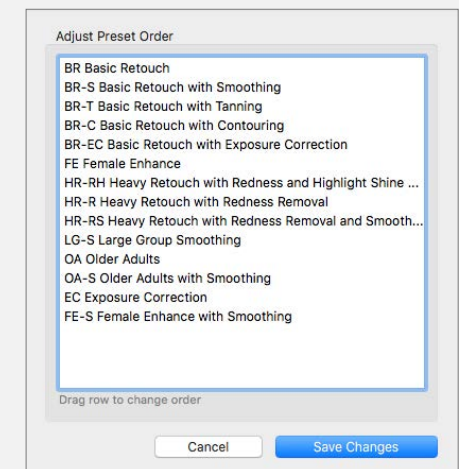 Adjust Preset Order
BR Basic Retouch
BR-S Basic Retouch with Smoothing
BR-T Basic Retouch with Tanning
BR-C Basic Retouch with Contouring
BR-EC Basic Retouch with Exposure Correction
FE Female Enhance
HR-RH Heavy Retouch with Redness and Highlight Shine ...
HR-R Heavy Retouch with Redness Removal
HR-RS Heavy Retouch with Redness Removal and Smooth...
LG-S Large Group Smoothing
OA Older Adults
OA-S Older Adults with Smoothing
EC Exposure Correction
FE-S Female Enhance with Smoothing
Drag row to change order
Cancel
Save Changes